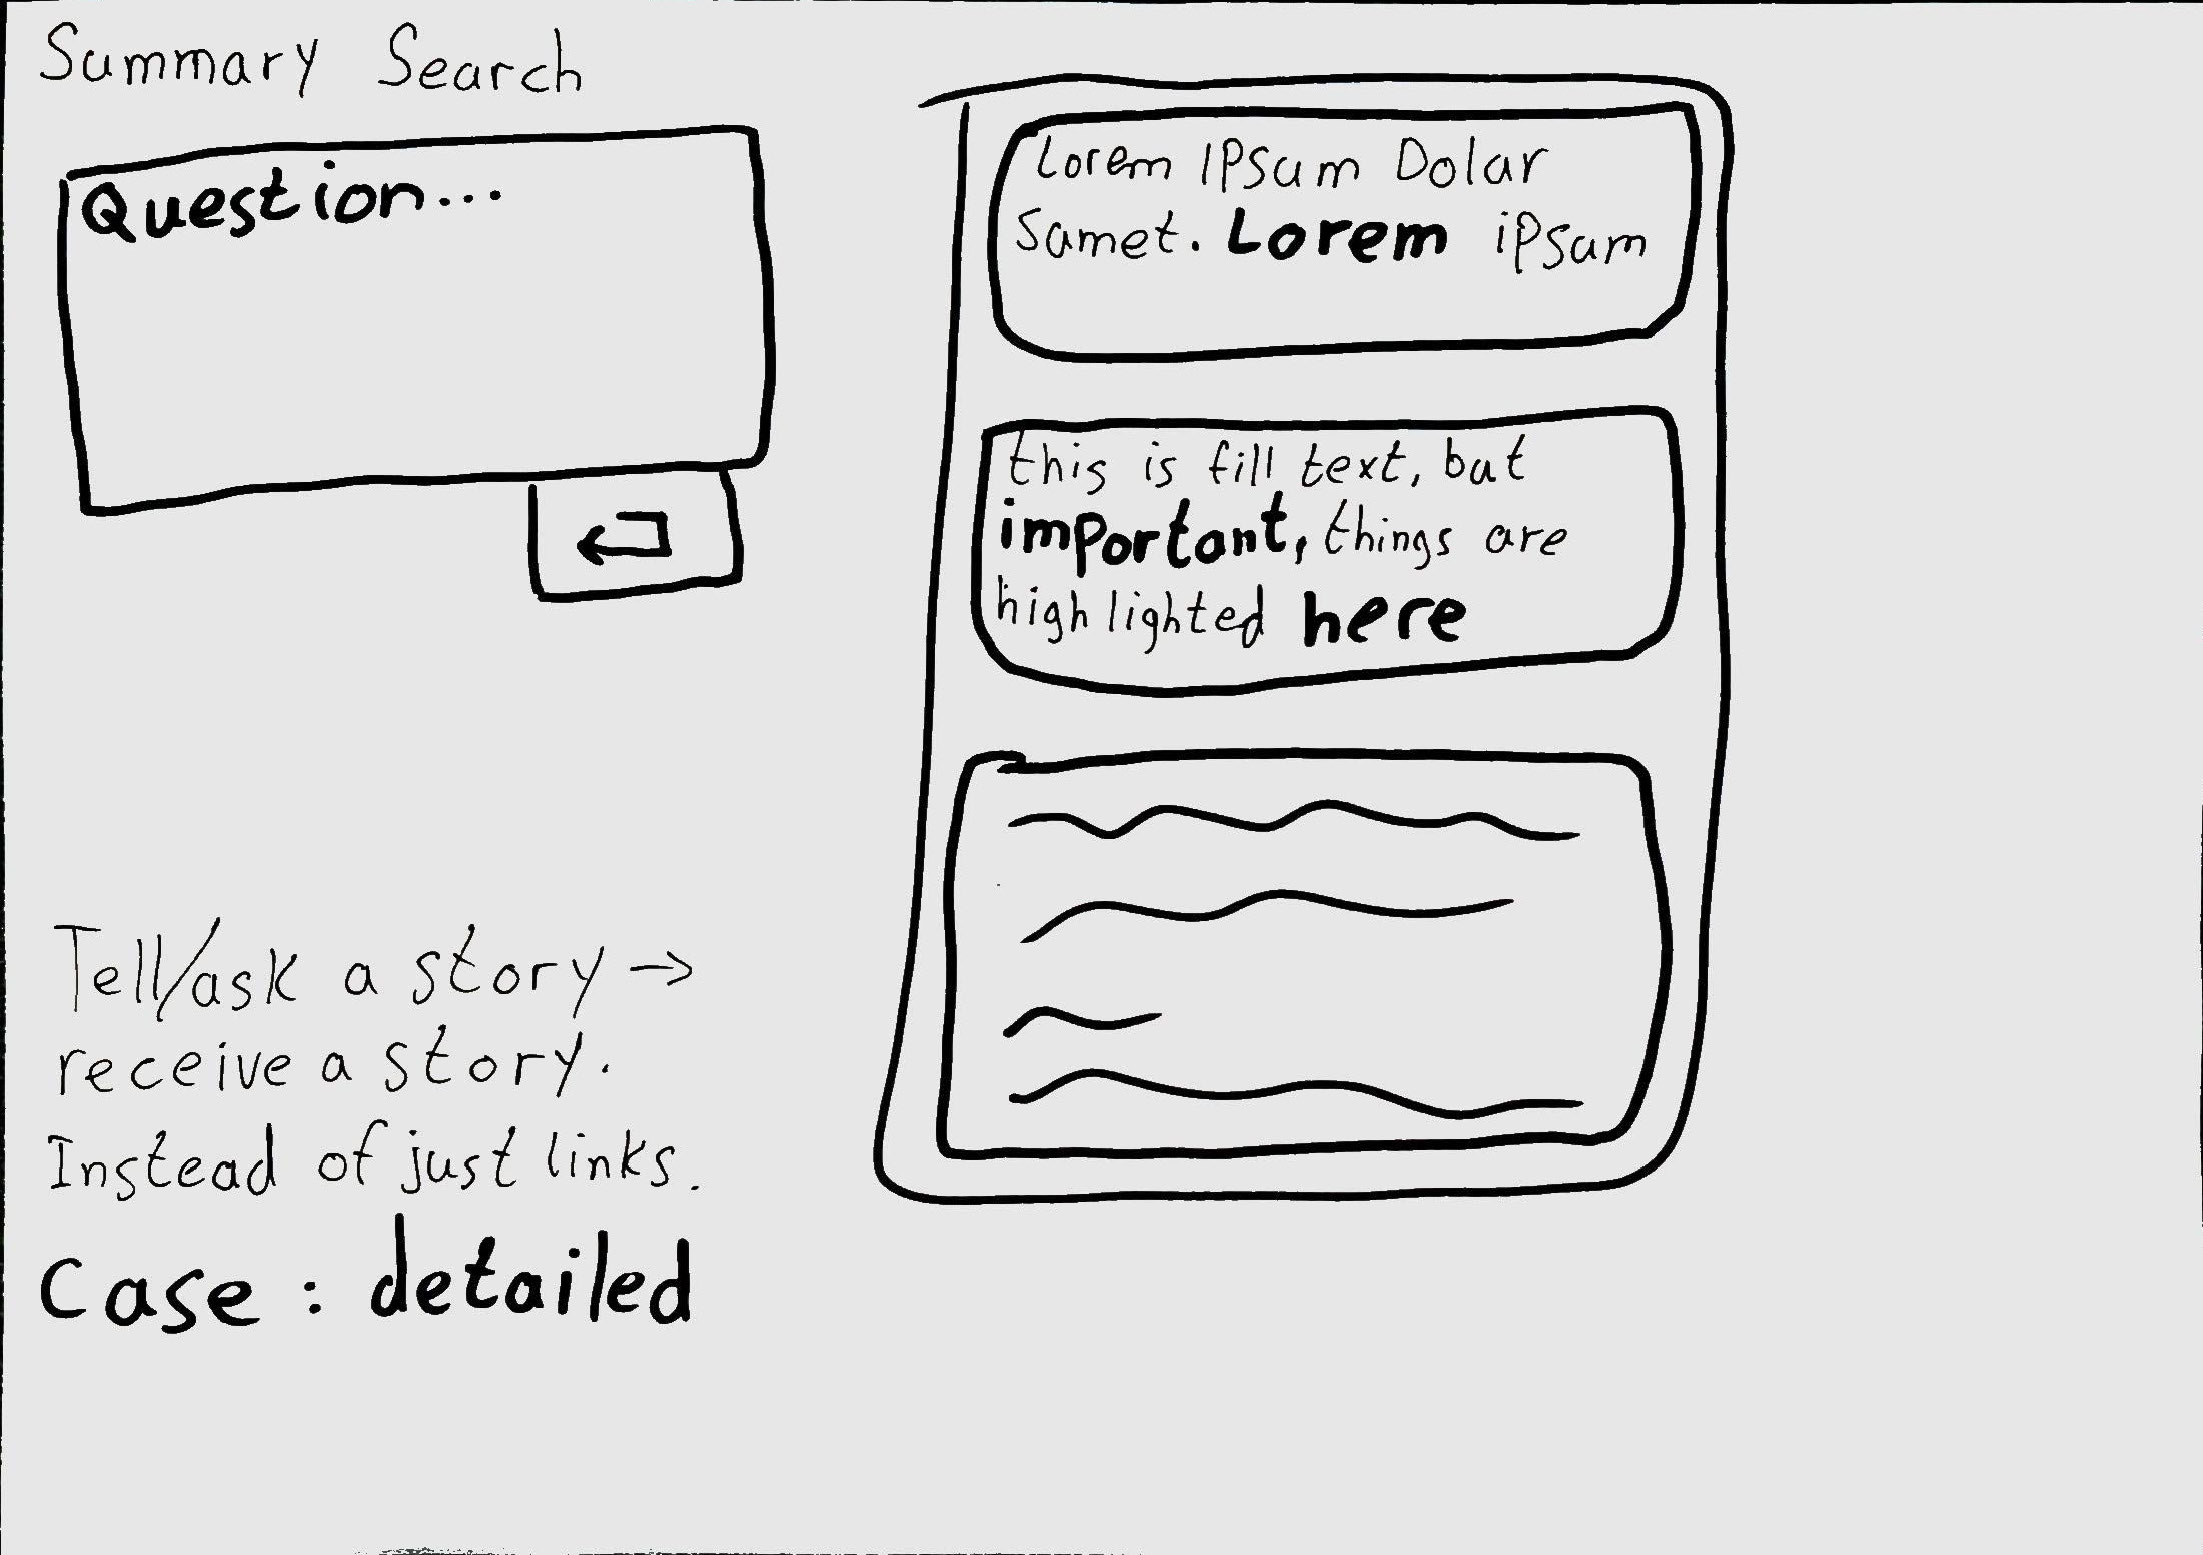 Summary Search
Question...
Lorem Ipsum Dolar
Samet. Lorem ipsum
this is fill text, but
important, things are
highlighted here
Tell/ask a story →
receive a story.
Instead of just links.
Case: detailed